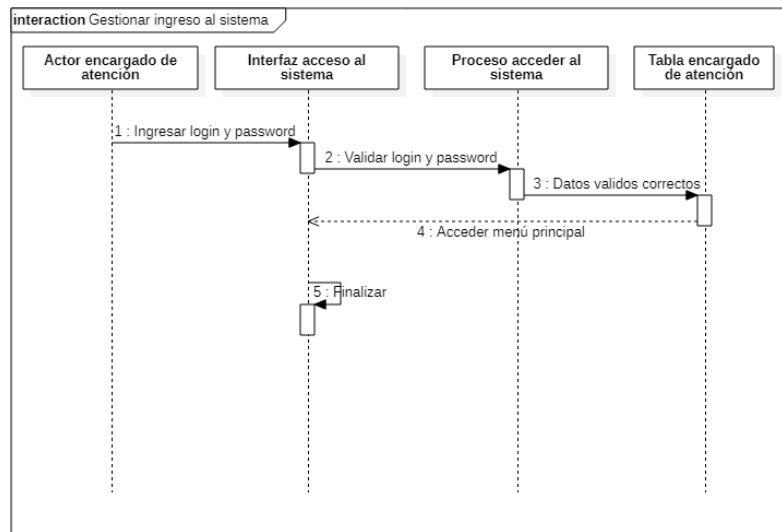 interaction Gestionar ingreso al sistema
Actor encargado de
atención
Interfaz acceso al
sistema
Proceso acceder al
sistema
Tabla encargado
de atención
1 : Ingresar login y password
2 : Validar login y password
3 : Datos validos correctos
4 : Acceder menú principal
5 : Finalizar